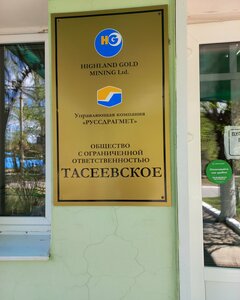 HG
HIGHLAND GOLD
MINING Ltd.
Управляющая компания
«РУССДРАГМЕТ»
ОБЩЕСТВО
С ОГРАНИЧЕННОЙ
ОТВЕТСТВЕННОСТЬЮ
ТАСЕЕВСКОЕ